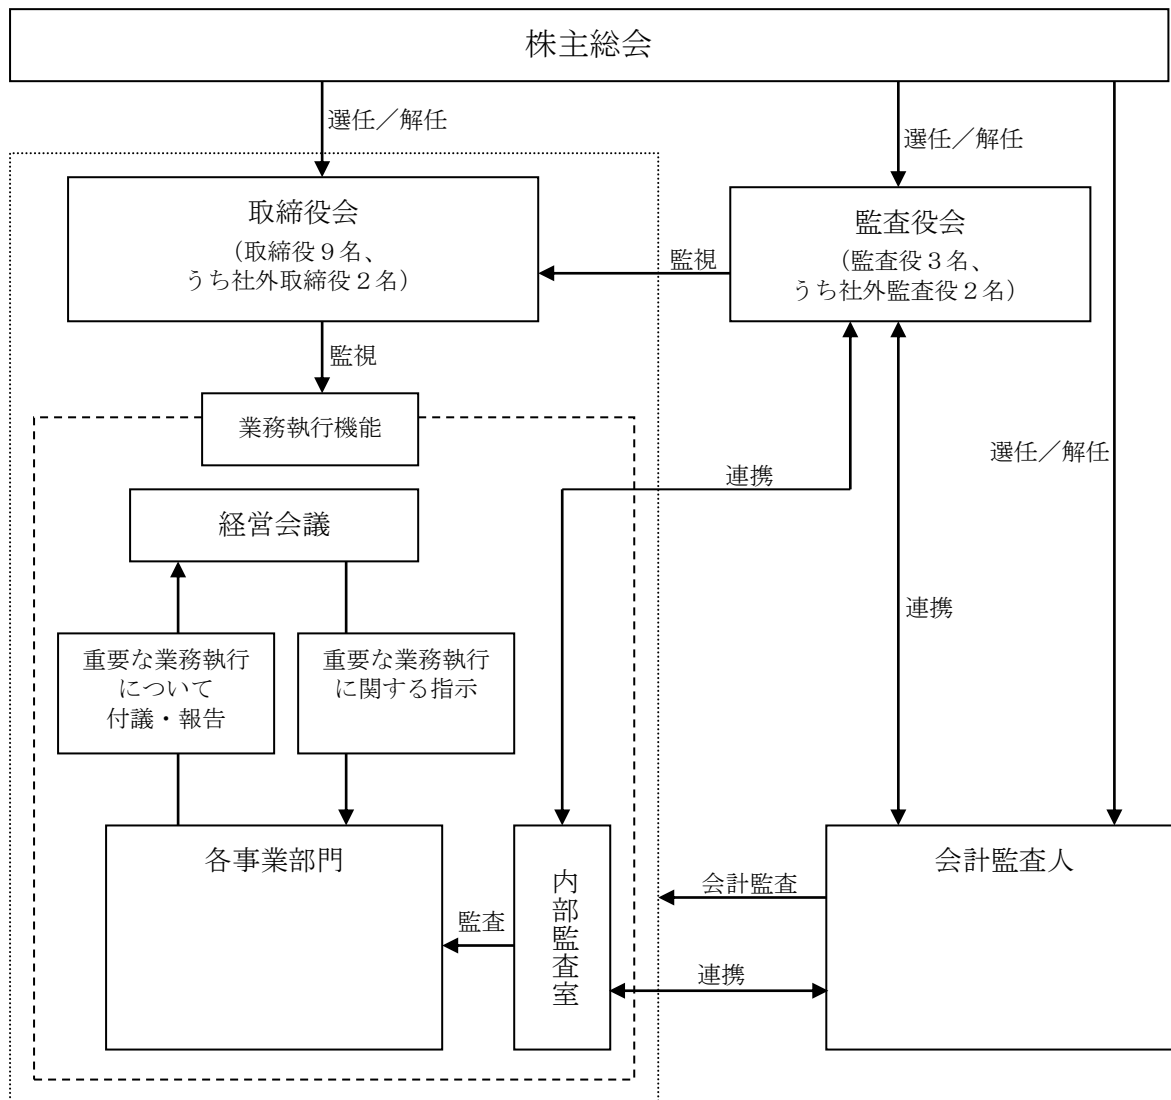 株主総会
選任／解任
選任／解任
取締役会
（取締役９名、
うち社外取締役２名）
監視
監査役会
（監査役３名、
うち社外監査役２名）
監視
業務執行機能
選任／解任
連携
経営会議
連携
重要な業務執行
について
付議・報告
重要な業務執行
に関する指示
各事業部門
監査
内部監査室
会計監査
連携
会計監査人